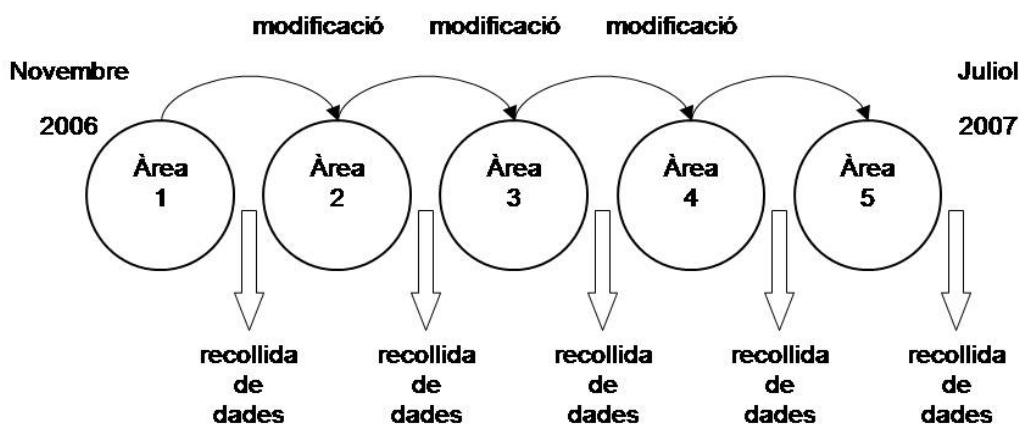 modificació modificació modificació
Novembre
2006
Juliol
2007
Àrea
1
Àrea
2
Àrea
3
Àrea
4
Àrea
5
recollida
de
dades
recollida
de
dades
recollida
de
dades
recollida
de
dades
recollida
de
dades